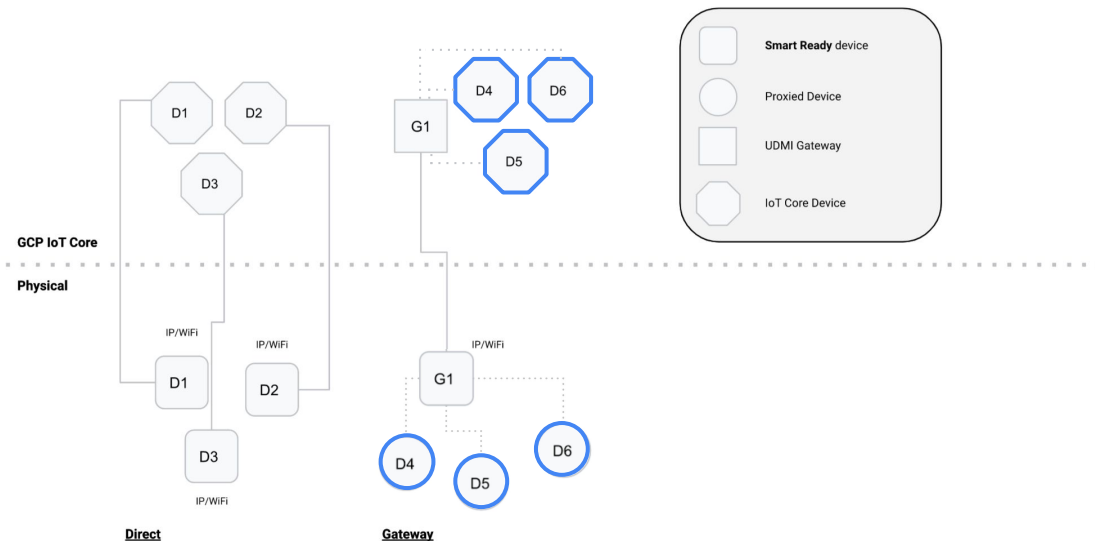 D1
D2
D3
G1
D4
D6
D5
Smart Ready device
Proxied Device
UDMI Gateway
IoT Core Device
GCP IoT Core
Physical
IP/WiFi
D1
IP/WiFi
D2
D3
IP/WiFi
IP/WiFi
G1
D4
D5
D6
Direct
Gateway